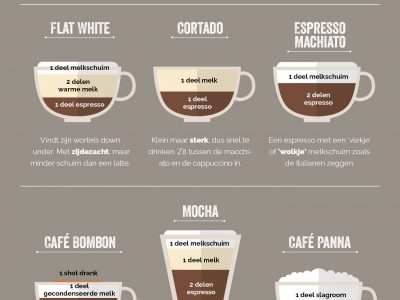 FLAT WHITE
1 deel melkschuim
2 delen
warme melk
1 deel espresso
Vindt zijn wortels down
under. Met zijdezacht, maar
minder schuim dan een latte.
CORTADO
1 deel melk
1 deel
espresso
Klein maar sterk, dus snel te
drinken. Zit tussen de macchi-
ato en de cappuccino in.
ESPRESSO
MACHIATO
1 deel melkschuim
2 delen
espresso
Een espresso met een 'vlekje'
of 'wolkje' melkschuim zoals
de Italianen zeggen.
CAFÉ BOMBON
1 shot drank
1 deel
gecondenseerde melk
MOCHA
1 deel melkschuim
1 deel melk
2 delen
espresso
CAFÉ PANNA
1 deel slagroom